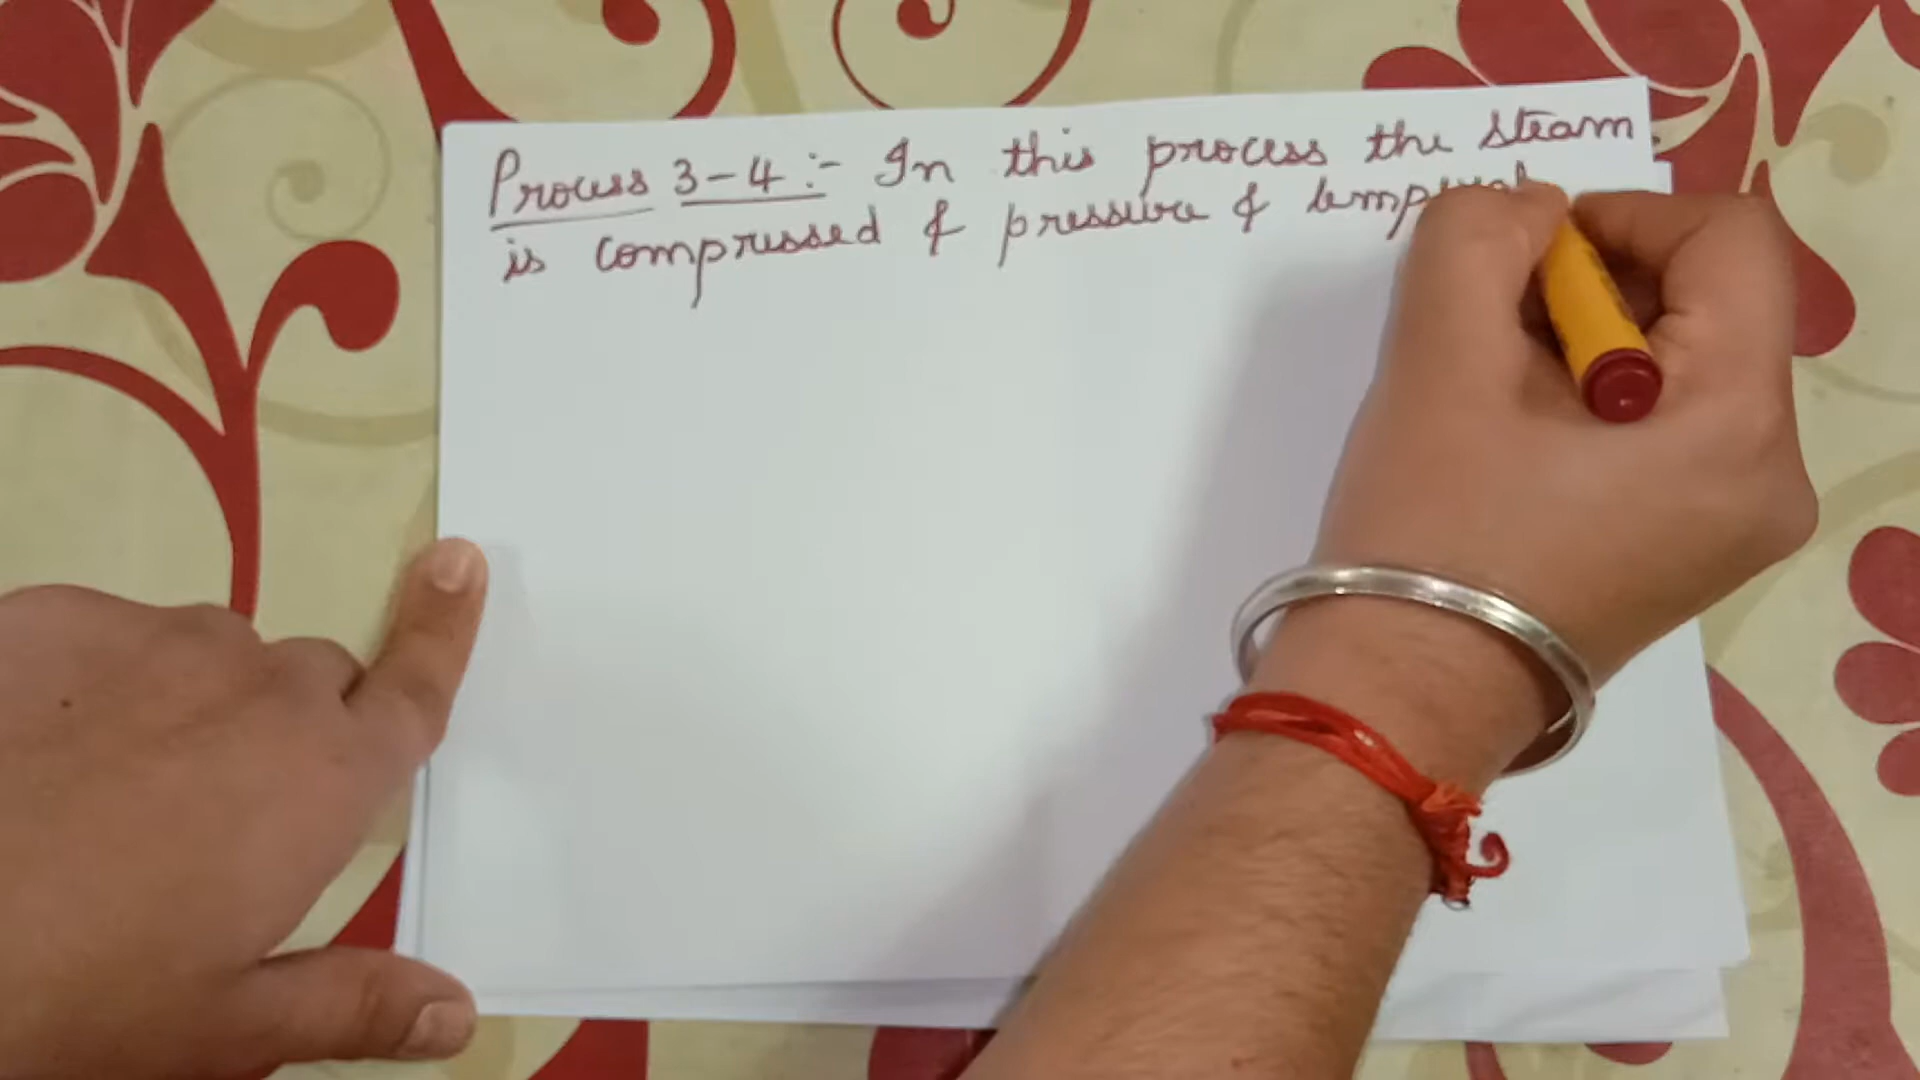 Process 3-4 :- In this process the steam
is compressed & pressure &